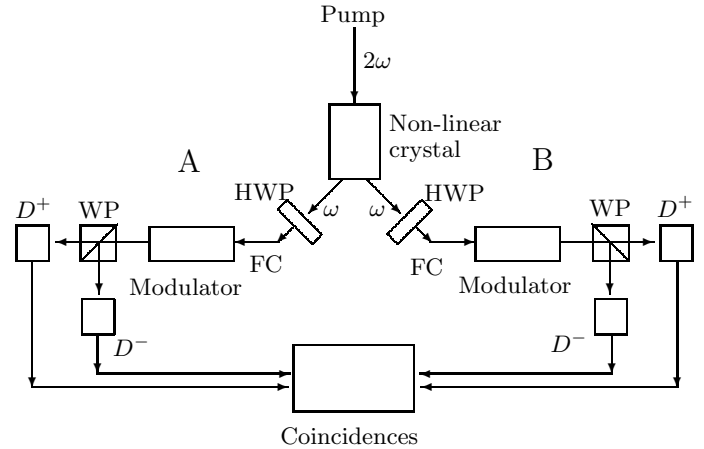 Pump
2ω
Non-linear
crystal
A
B
HWP
HWP
ω
ω
D⁺
WP
WP
D⁺
FC
FC
Modulator
Modulator
D⁻
D⁻
Coincidences